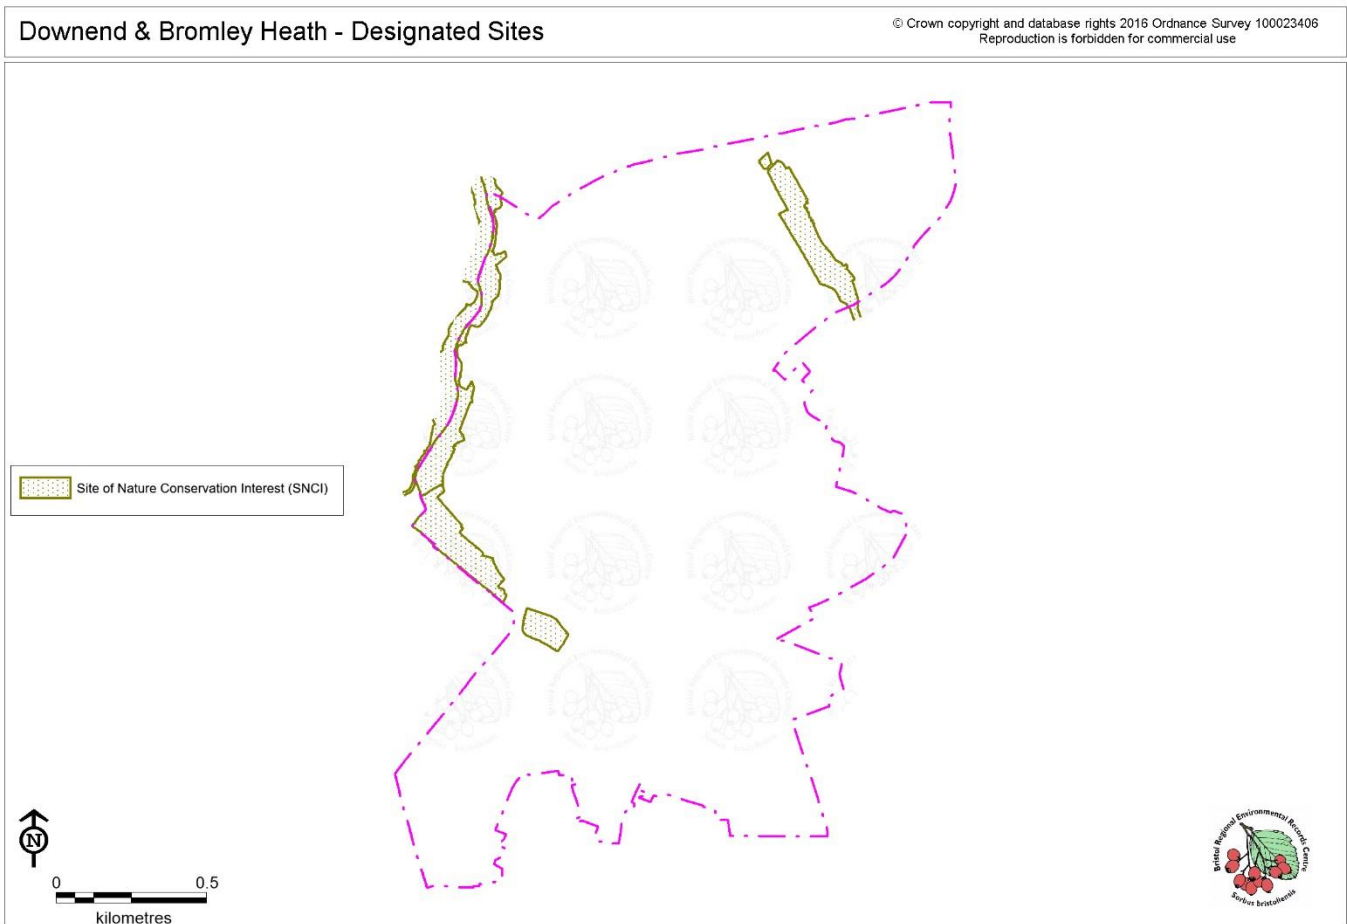 Downend & Bromley Heath - Designated Sites
© Crown copyright and database rights 2016 Ordnance Survey 100023406
Reproduction is forbidden for commercial use
Site of Nature Conservation Interest (SNCI)
N
0 0.5
kilometres
Bristol Regional Environmental Records Centre
Sorbus bristoliensis